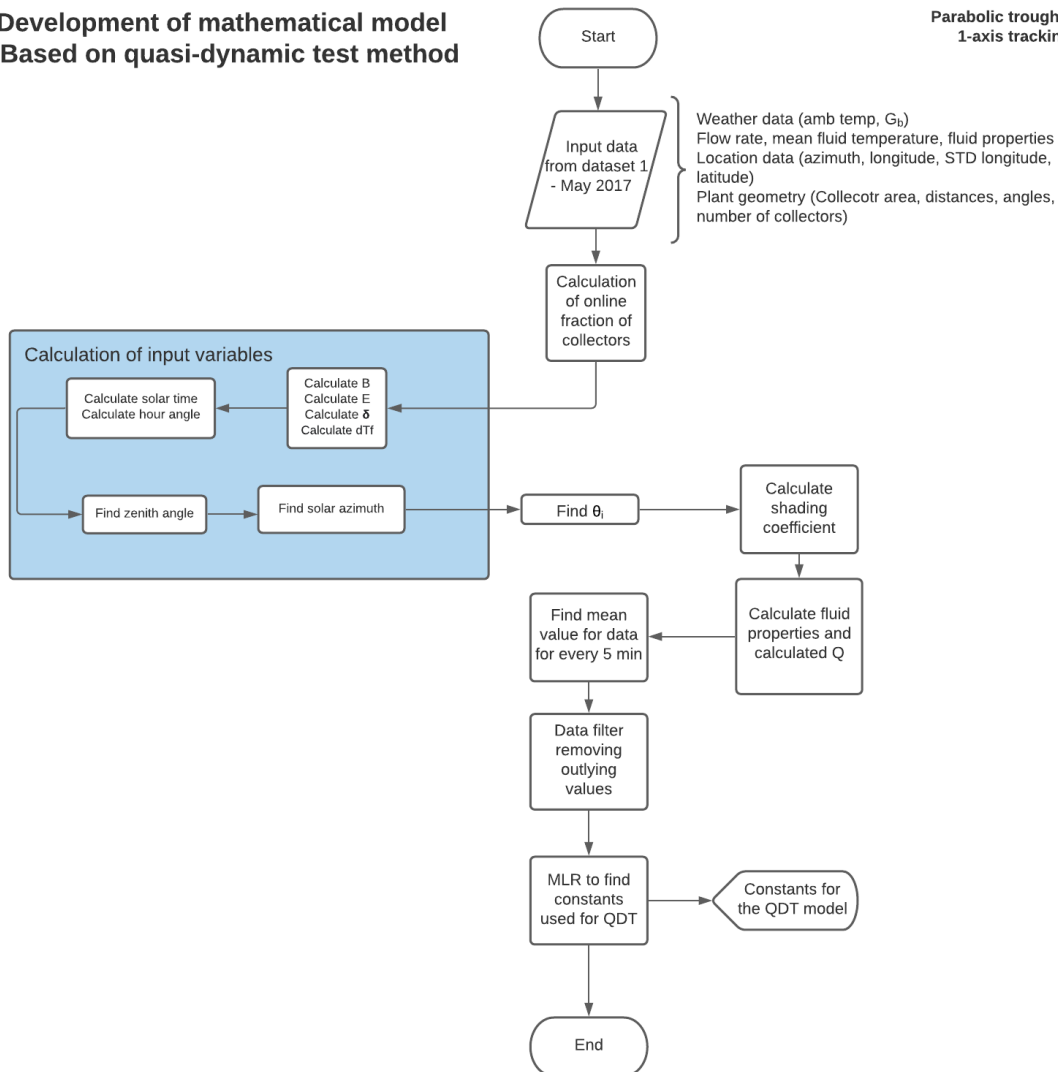 Development of mathematical model
Based on quasi-dynamic test method
Parabolic trough
1-axis trackin
Start
Input data
from dataset 1
- May 2017
Weather data (amb temp, G_b)
Flow rate, mean fluid temperature, fluid properties
Location data (azimuth, longitude, STD longitude,
latitude)
Plant geometry (Collecotr area, distances, angles,
number of collectors)
Calculation
of online
fraction of
collectors
Calculation of input variables
Calculate B
Calculate E
Calculate δ
Calculate dTf
Calculate solar time
Calculate hour angle
Find zenith angle
Find solar azimuth
Find θᵢ
Calculate
shading
coefficient
Calculate fluid
properties and
calculated Q
Find mean
value for data
for every 5 min
Data filter
removing
outlying
values
MLR to find
constants
used for QDT
Constants for
the QDT model
End